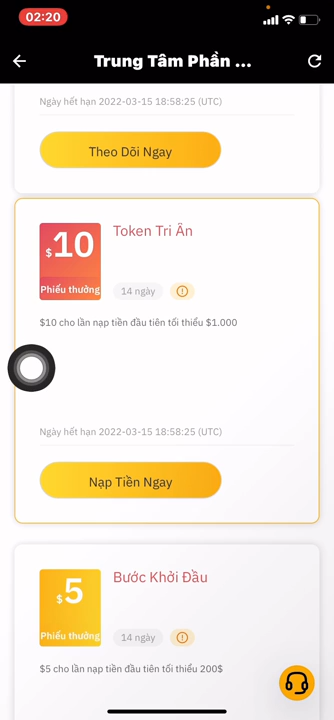 02:20
Trung Tâm Phần ...
Ngày hết hạn 2022-03-15 18:58:25 (UTC)
Theo Dõi Ngay
$10
Phiếu thưởng
Token Tri Ân
14 ngày
$10 cho lần nạp tiền đầu tiên tối thiểu $1.000
Ngày hết hạn 2022-03-15 18:58:25 (UTC)
Nạp Tiền Ngay
$5
Phiếu thưởng
Bước Khởi Đầu
14 ngày
$5 cho lần nạp tiền đầu tiên tối thiểu 200$